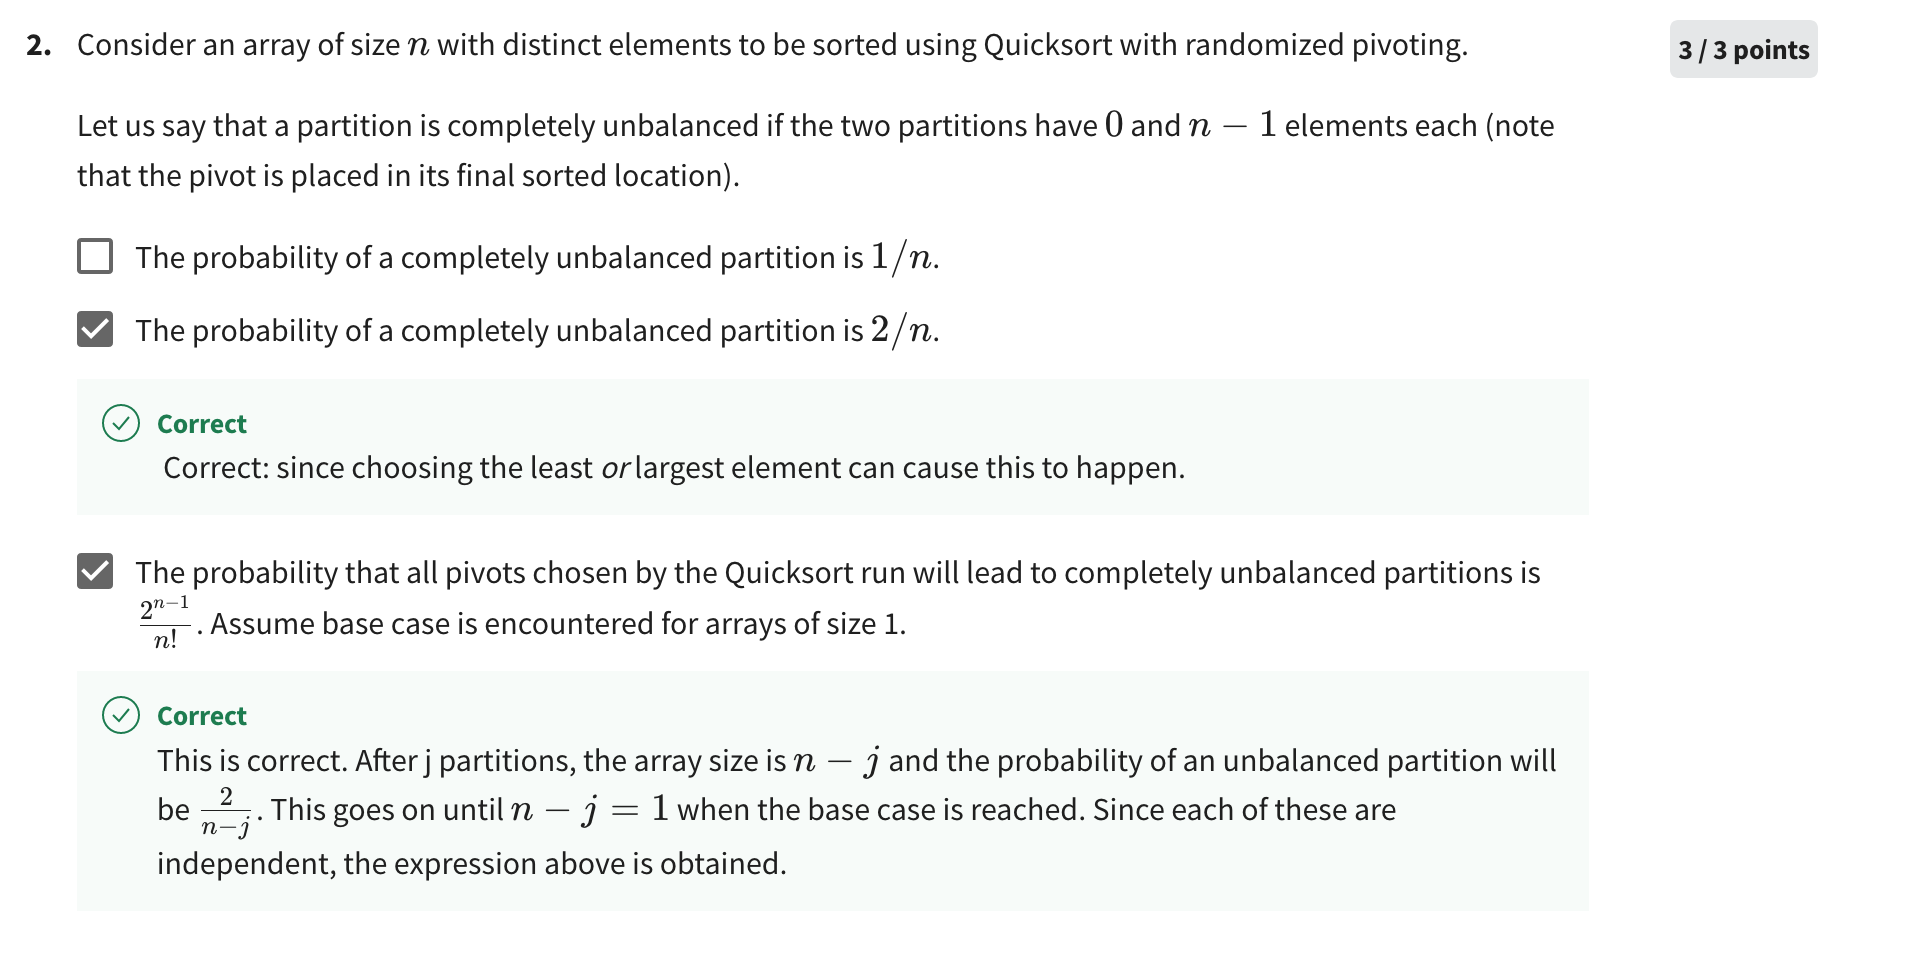 2. Consider an array of size n with distinct elements to be sorted using Quicksort with randomized pivoting.
3 / 3 points
Let us say that a partition is completely unbalanced if the two partitions have 0 and n − 1 elements each (note
that the pivot is placed in its final sorted location).
The probability of a completely unbalanced partition is 1/n.
The probability of a completely unbalanced partition is 2/n.
Correct
Correct: since choosing the least or largest element can cause this to happen.
The probability that all pivots chosen by the Quicksort run will lead to completely unbalanced partitions is
\frac{2^{n-1}}{n!}. Assume base case is encountered for arrays of size 1.
Correct
This is correct. After j partitions, the array size is n − j and the probability of an unbalanced partition will
be \frac{2}{n-j}. This goes on until n − j = 1 when the base case is reached. Since each of these are
independent, the expression above is obtained.